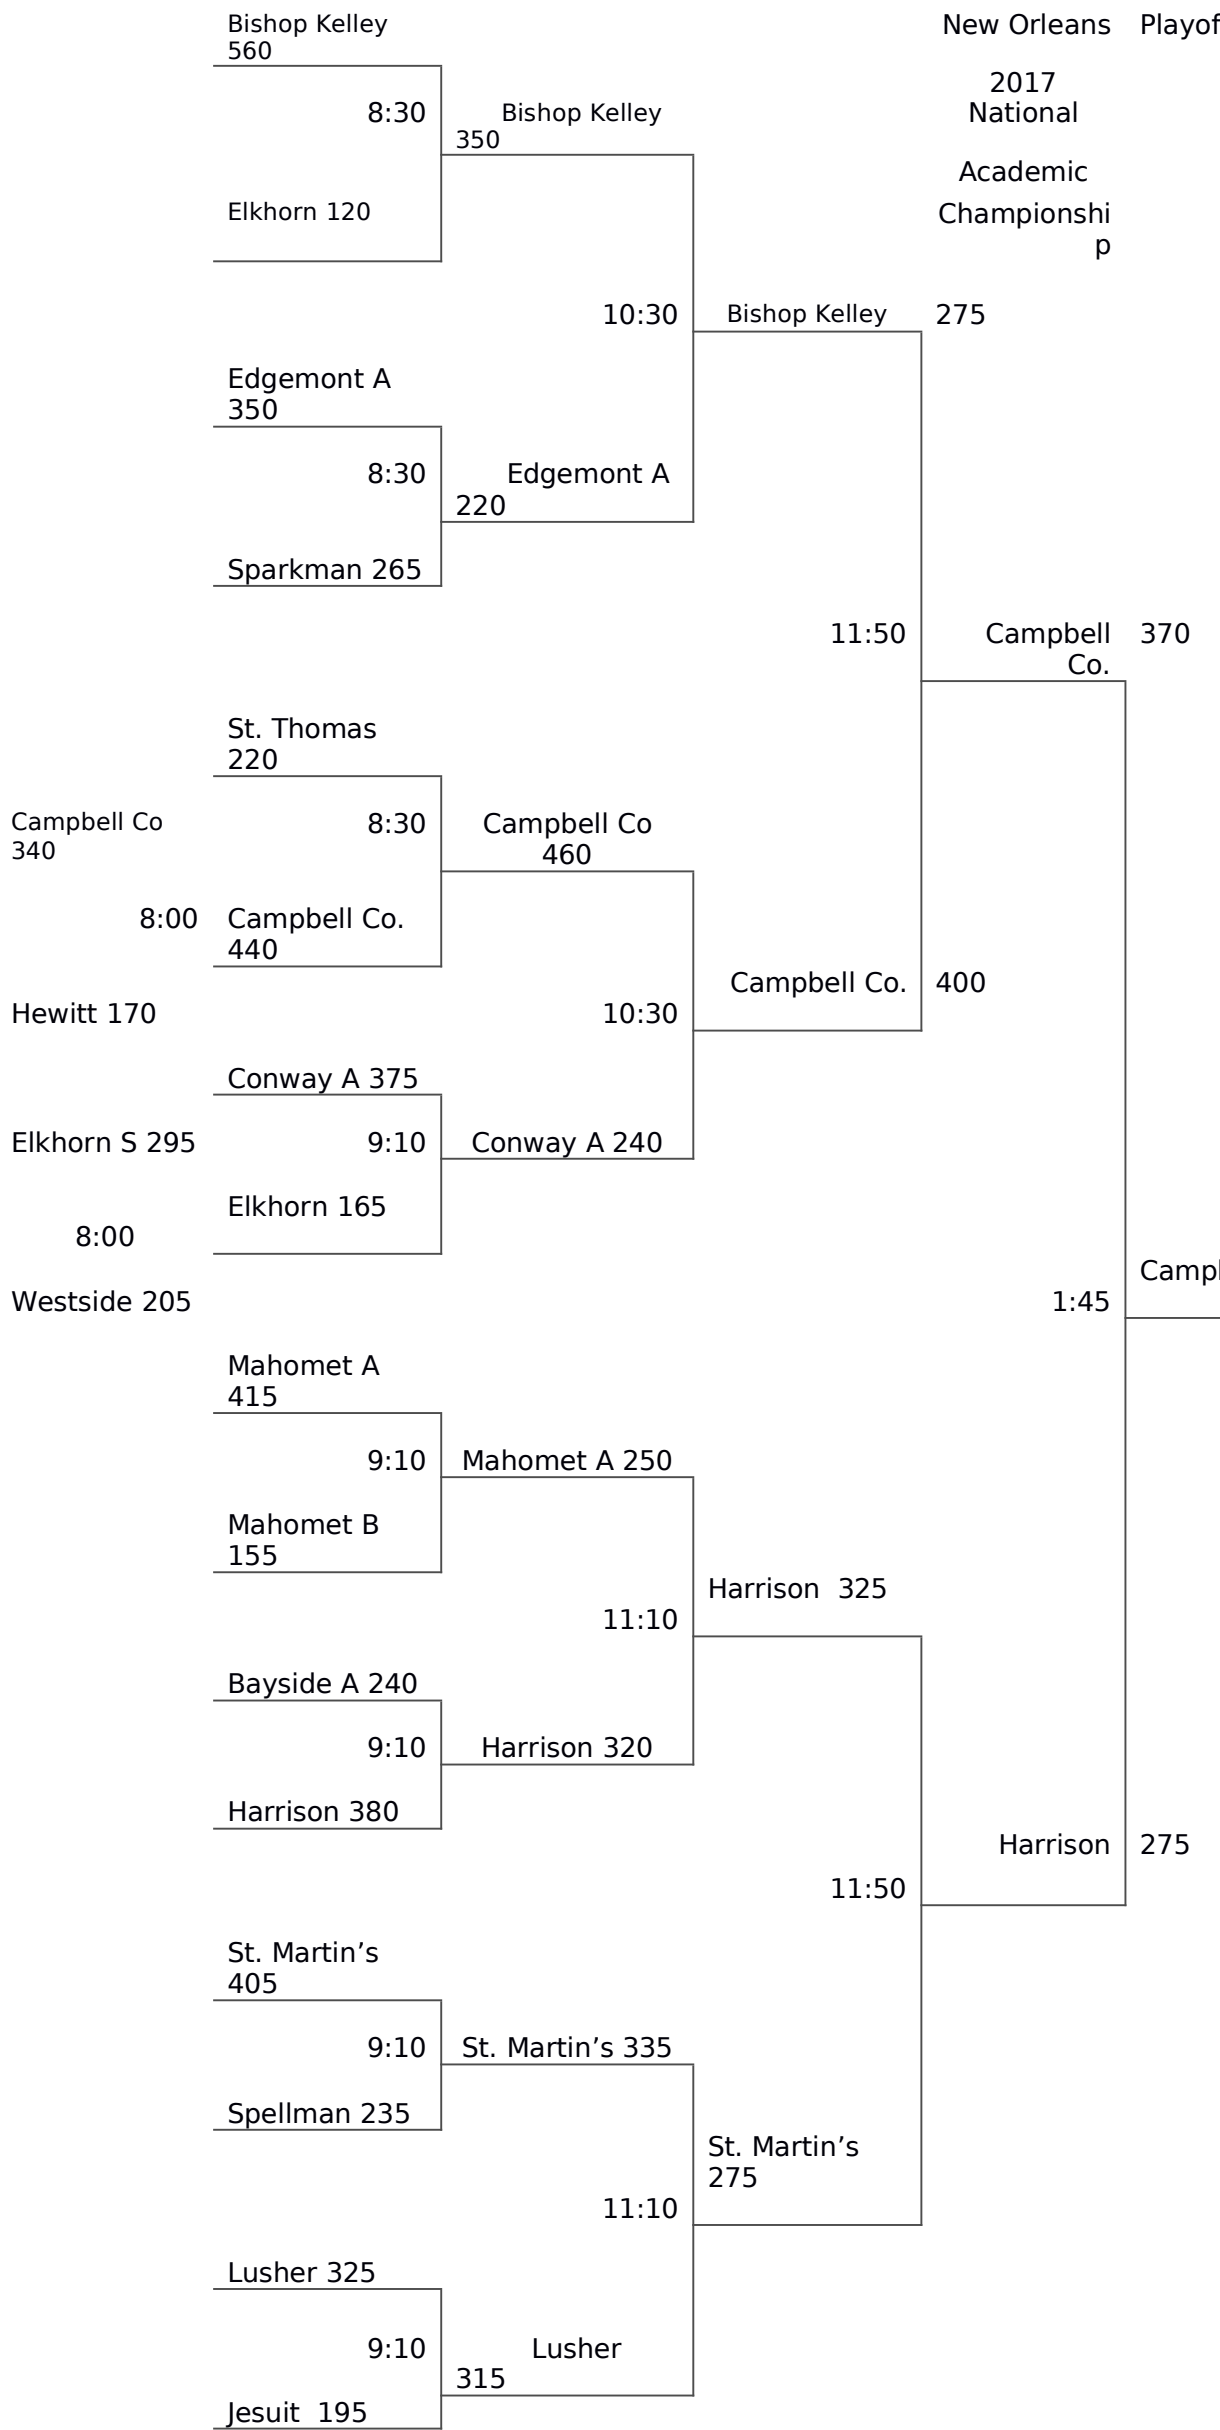 Bishop Kelley
560
New Orleans
Playof
2017
National
8:30
Bishop Kelley
350
Academic
Elkhorn 120
Championshi
p
10:30
Bishop Kelley
275
Edgemont A
350
8:30
Edgemont A
220
Sparkman 265
11:50
Campbell
Co.
370
St. Thomas
220
Campbell Co
340
8:30
Campbell Co
460
8:00
Campbell Co.
440
Campbell Co.
400
Hewitt 170
10:30
Conway A 375
Elkhorn S 295
9:10
Conway A 240
Elkhorn 165
8:00
Westside 205
1:45
Mahomet A
415
9:10
Mahomet A 250
Mahomet B
155
Harrison  325
11:10
Bayside A 240
9:10
Harrison 320
Harrison 380
Harrison
275
11:50
St. Martin’s
405
9:10
St. Martin’s 335
Spellman 235
St. Martin’s
275
11:10
Lusher 325
9:10
Lusher
315
Jesuit  195